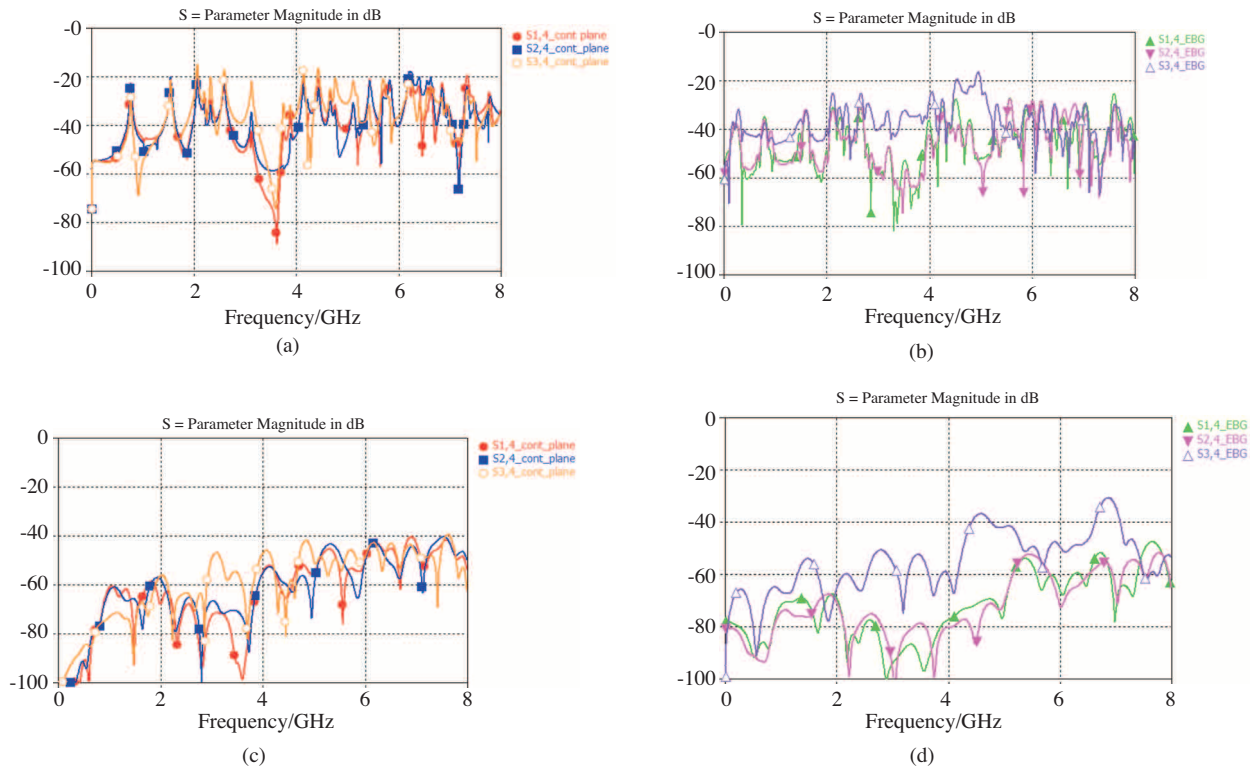 S = Parameter Magnitude in dB
-0
-20
-40
-60
-80
-100
0
2
4
6
8
Frequency/GHz
S1,4_cont plane
S2,4_cont_plane
S3,4_cont_plane
(a)
S = Parameter Magnitude in dB
-0
-20
-40
-60
-80
-100
0
2
4
6
8
Frequency/GHz
S1,4_EBG
S2,4_EBG
S3,4_EBG
(b)
S = Parameter Magnitude in dB
0
-20
-40
-60
-80
-100
0
2
4
6
8
Frequency/GHz
S1,4_cont_plane
S2,4_cont_plane
S3,4_cont_plane
(c)
S = Parameter Magnitude in dB
0
-20
-40
-60
-80
-100
0
2
4
6
8
Frequency/GHz
S1,4_EBG
S2,4_EBG
S3,4_EBG
(d)